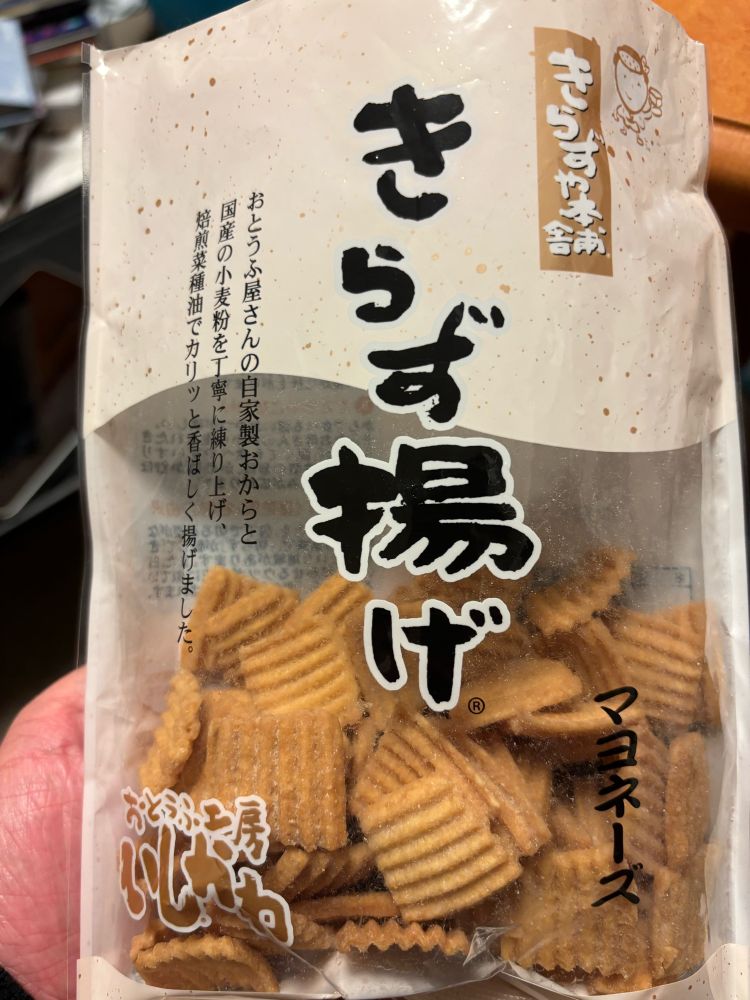 きらずや本舗
きらず揚げ®
おとうふ屋さんの自家製おからと
国産の小麦粉を丁寧に練り上げ、
焙煎菜種油でカリッと香ばしく揚げました。
マヨネーズ
おとうふ工房
いしかわ